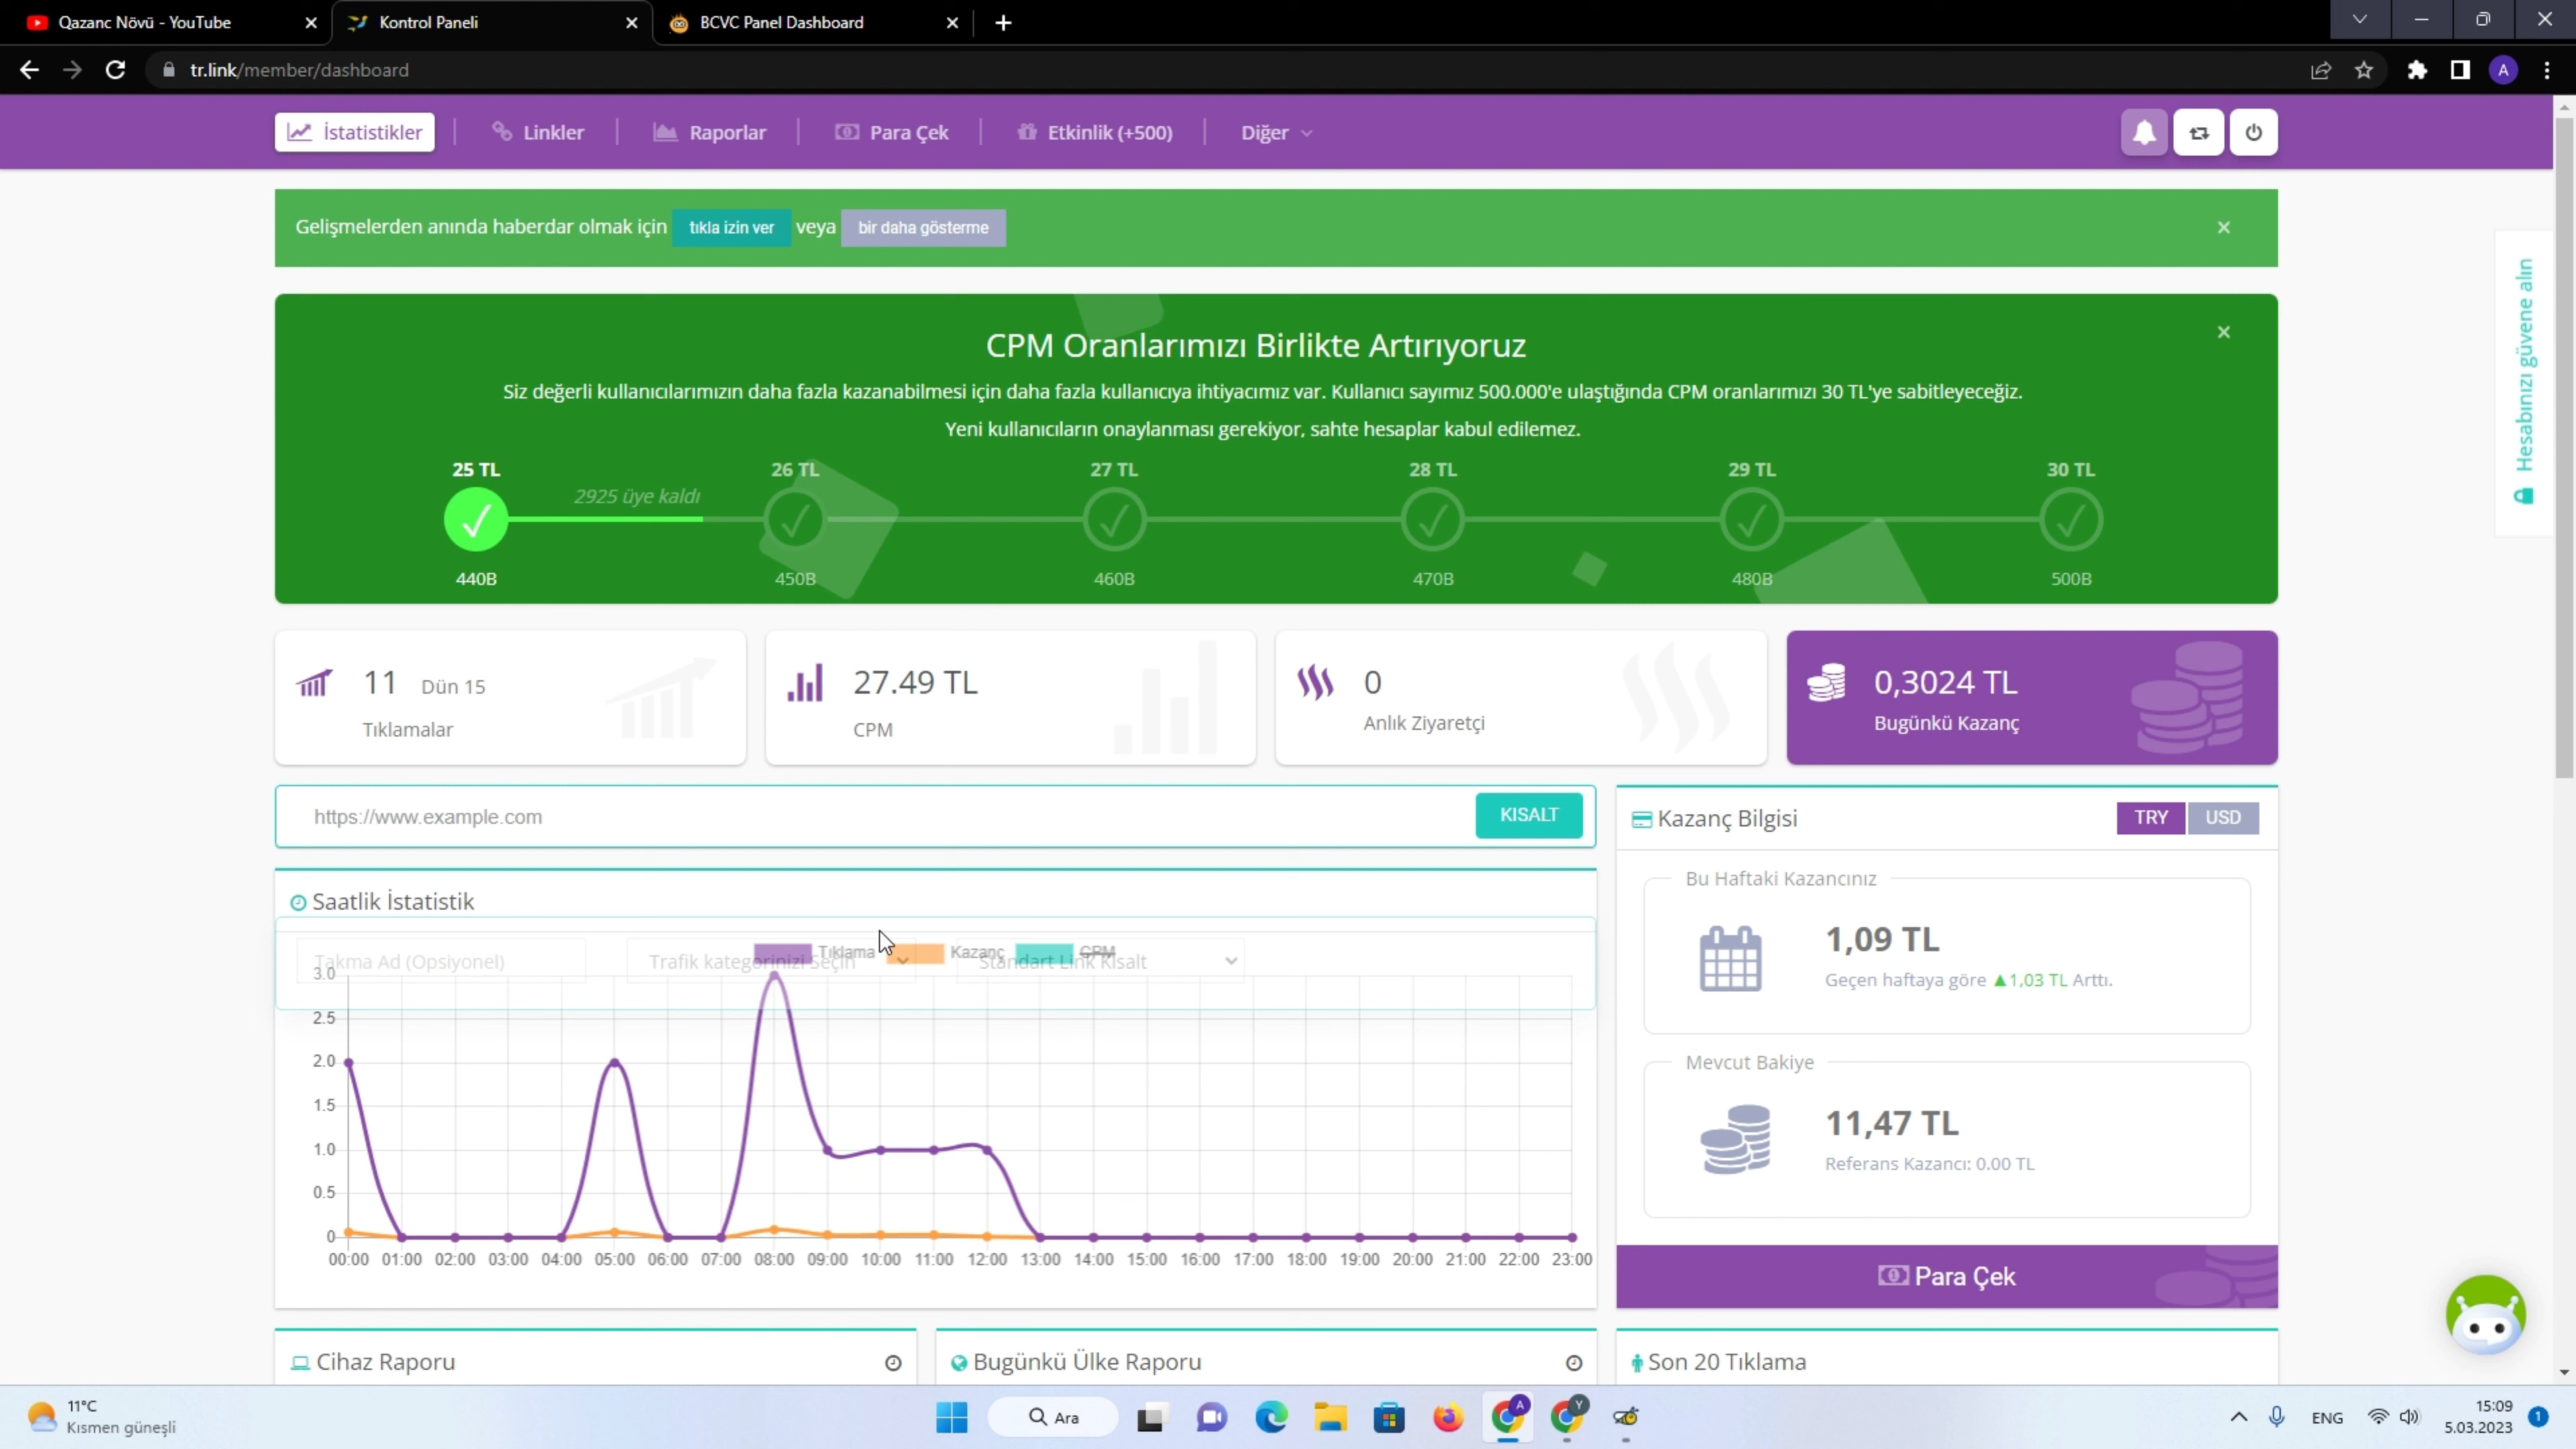 Qazanc Növü - YouTube
Kontrol Paneli
BCVC Panel Dashboard
tr.link/member/dashboard
A
İstatistikler
Linkler
Raporlar
Para Çek
Etkinlik (+500)
Diğer
Gelişmelerden anında haberdar olmak için tıkla izin ver veya bir daha gösterme
Hesabınızı güvene alın
CPM Oranlarımızı Birlikte Artırıyoruz
Siz değerli kullanıcılarımızın daha fazla kazanabilmesi için daha fazla kullanıcıya ihtiyacımız var. Kullanıcı sayımız 500.000'e ulaştığında CPM oranlarımızı 30 TL'ye sabitleyeceğiz.
Yeni kullanıcıların onaylanması gerekiyor, sahte hesaplar kabul edilemez.
25 TL 26 TL 27 TL 28 TL 29 TL 30 TL
2925 üye kaldı
440B 450B 460B 470B 480B 500B
11 Dün 15
Tıklamalar
27.49 TL
CPM
0
Anlık Ziyaretçi
0,3024 TL
Bugünkü Kazanç
https://www.example.com
KISALT
Saatlik İstatistik
Tıklama Kazanç CPM
Takma Ad (Opsiyonel)
Trafik kategorinizi Seçin
Standart Link Kısalt
3.0
2.5
2.0
1.5
1.0
0.5
0
00:00 01:00 02:00 03:00 04:00 05:00 06:00 07:00 08:00 09:00 10:00 11:00 12:00 13:00 14:00 15:00 16:00 17:00 18:00 19:00 20:00 21:00 22:00 23:00
Kazanç Bilgisi
TRY USD
Bu Haftaki Kazancınız
1,09 TL
Geçen haftaya göre ▲1,03 TL Arttı.
Mevcut Bakiye
11,47 TL
Referans Kazancı: 0.00 TL
Para Çek
Cihaz Raporu
Bugünkü Ülke Raporu
Son 20 Tıklama
11°C
Kısmen güneşli
Ara
A
Y
ENG
15:09
5.03.2023
1